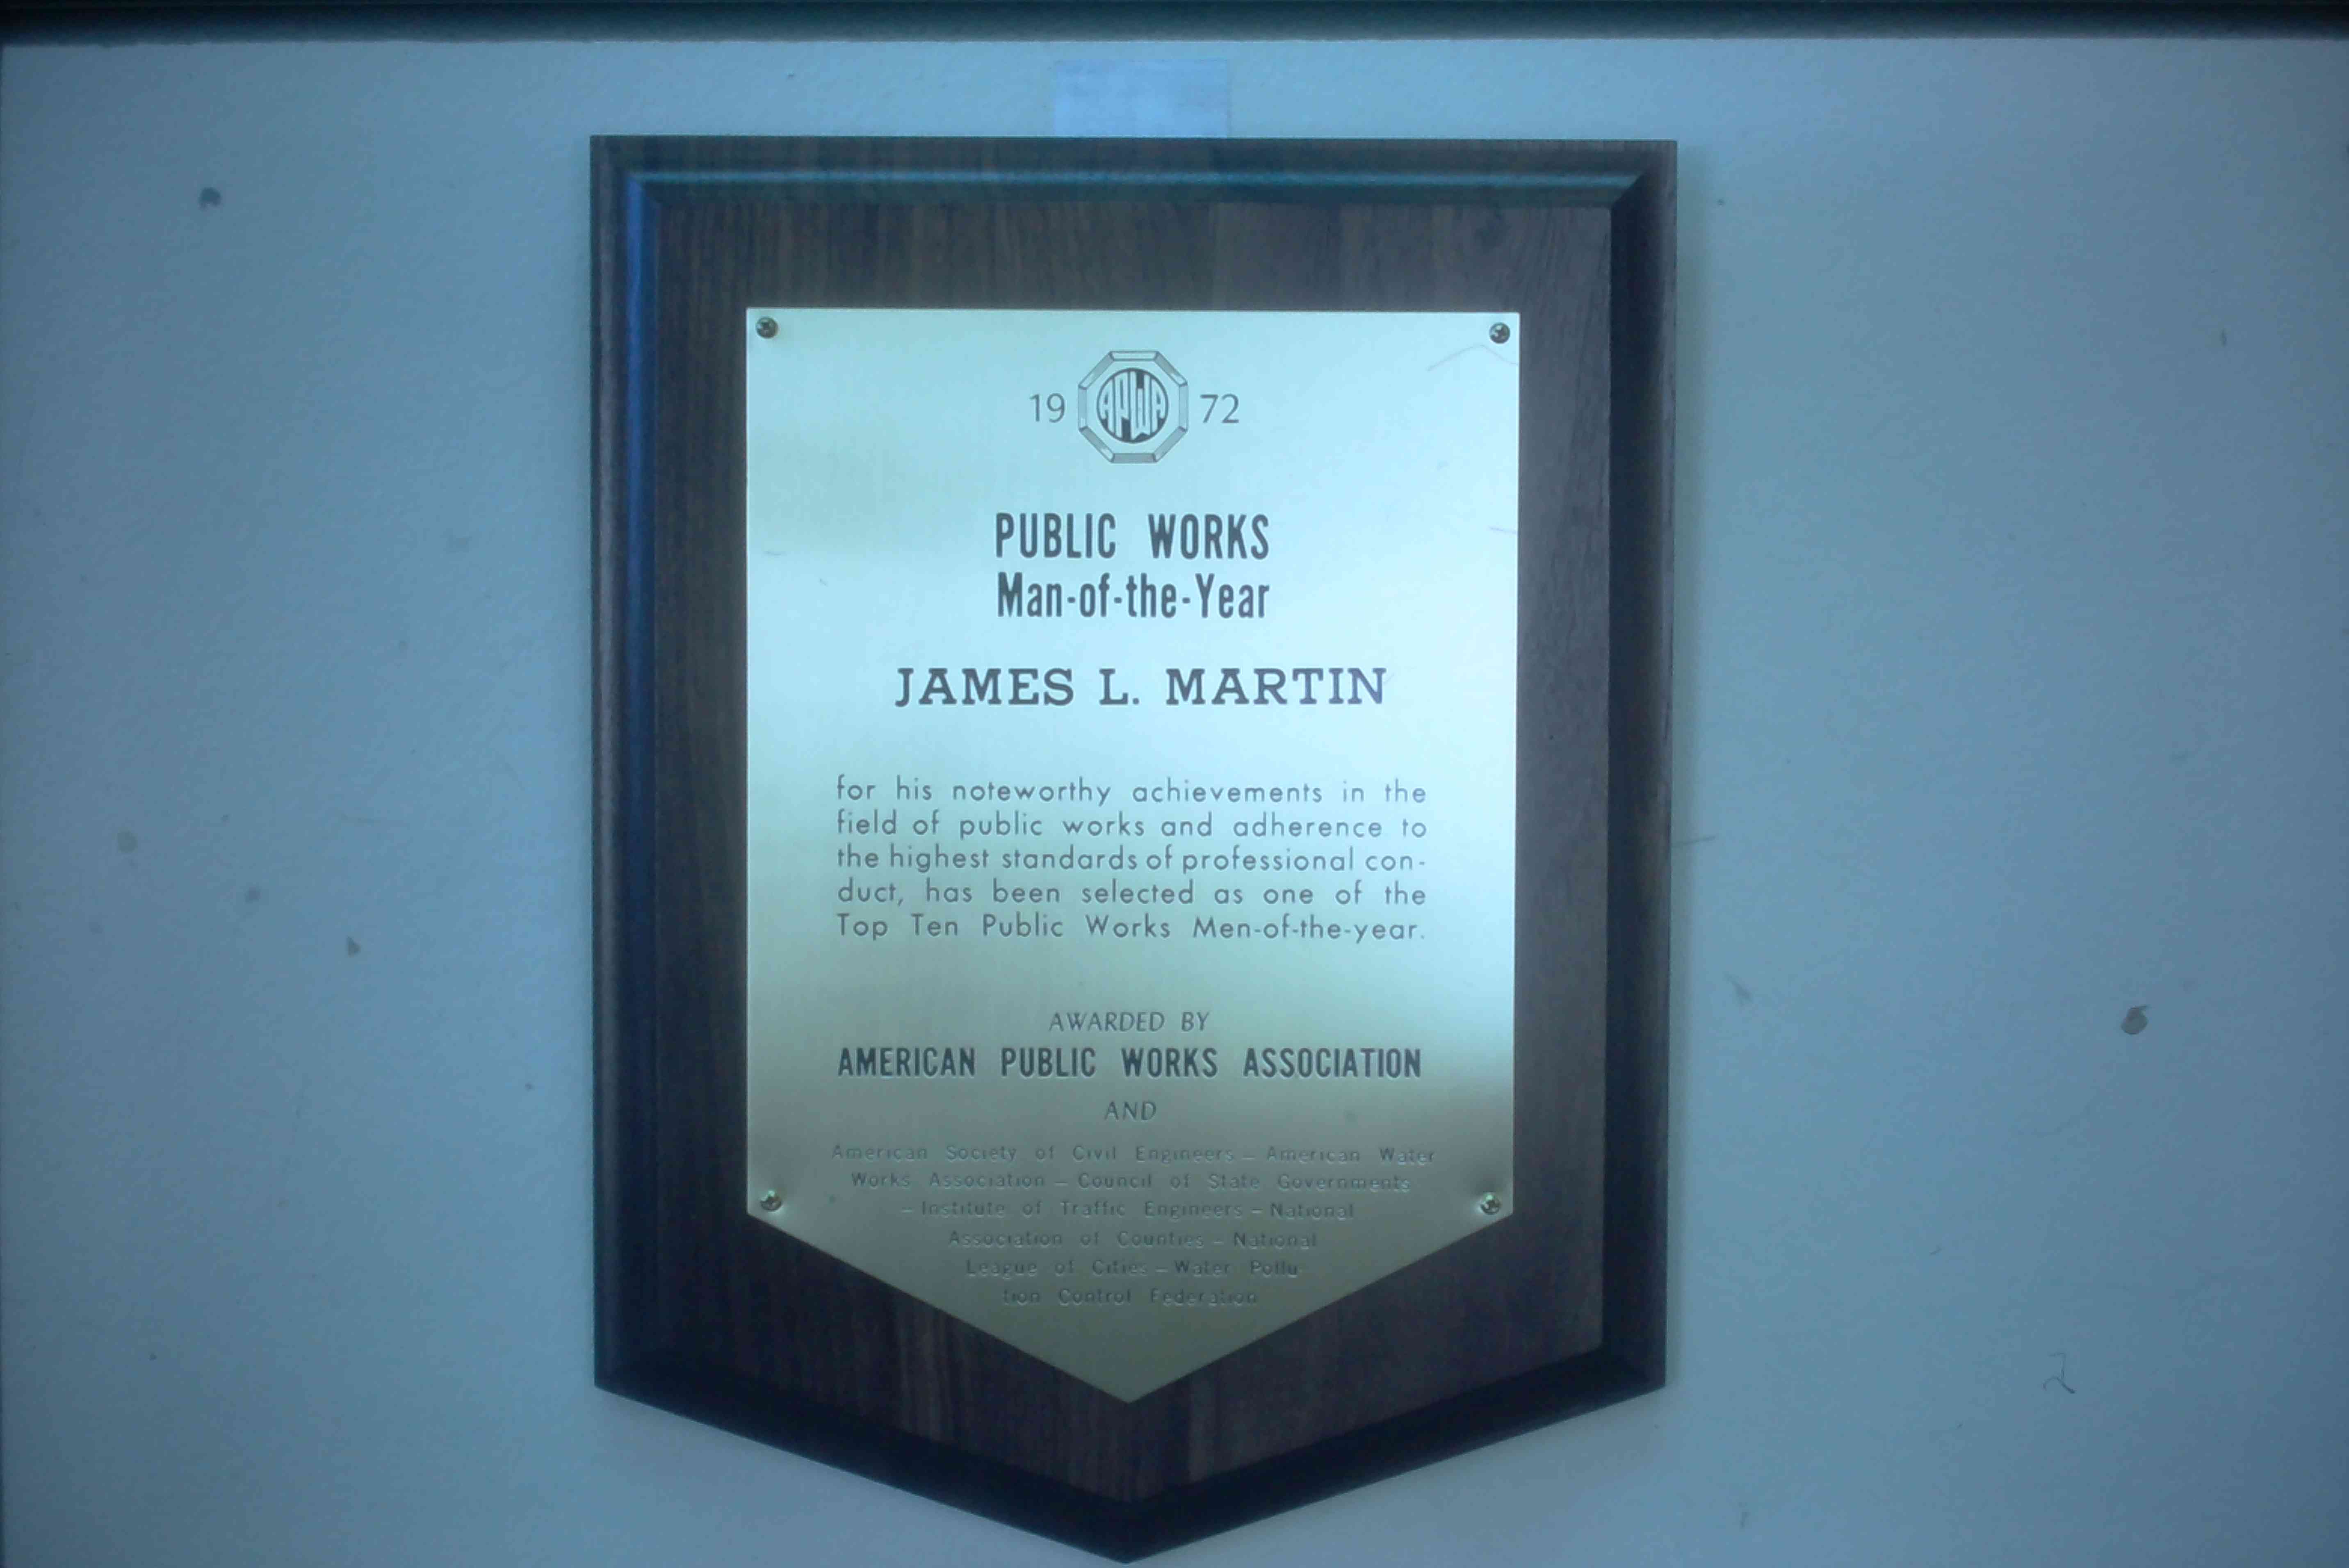 19 APWA 72
PUBLIC WORKS
Man-of-the-Year
JAMES L. MARTIN
for his noteworthy achievements in the
field of public works and adherence to
the highest standards of professional con-
duct, has been selected as one of the
Top Ten Public Works Men-of-the-year.
AWARDED BY
AMERICAN PUBLIC WORKS ASSOCIATION
AND
American Society of Civil Engineers – American Water
Works Association – Council of State Governments
– Institute of Traffic Engineers – National
Association of Counties – National
League of Cities – Water Pollu
tion Control Federation